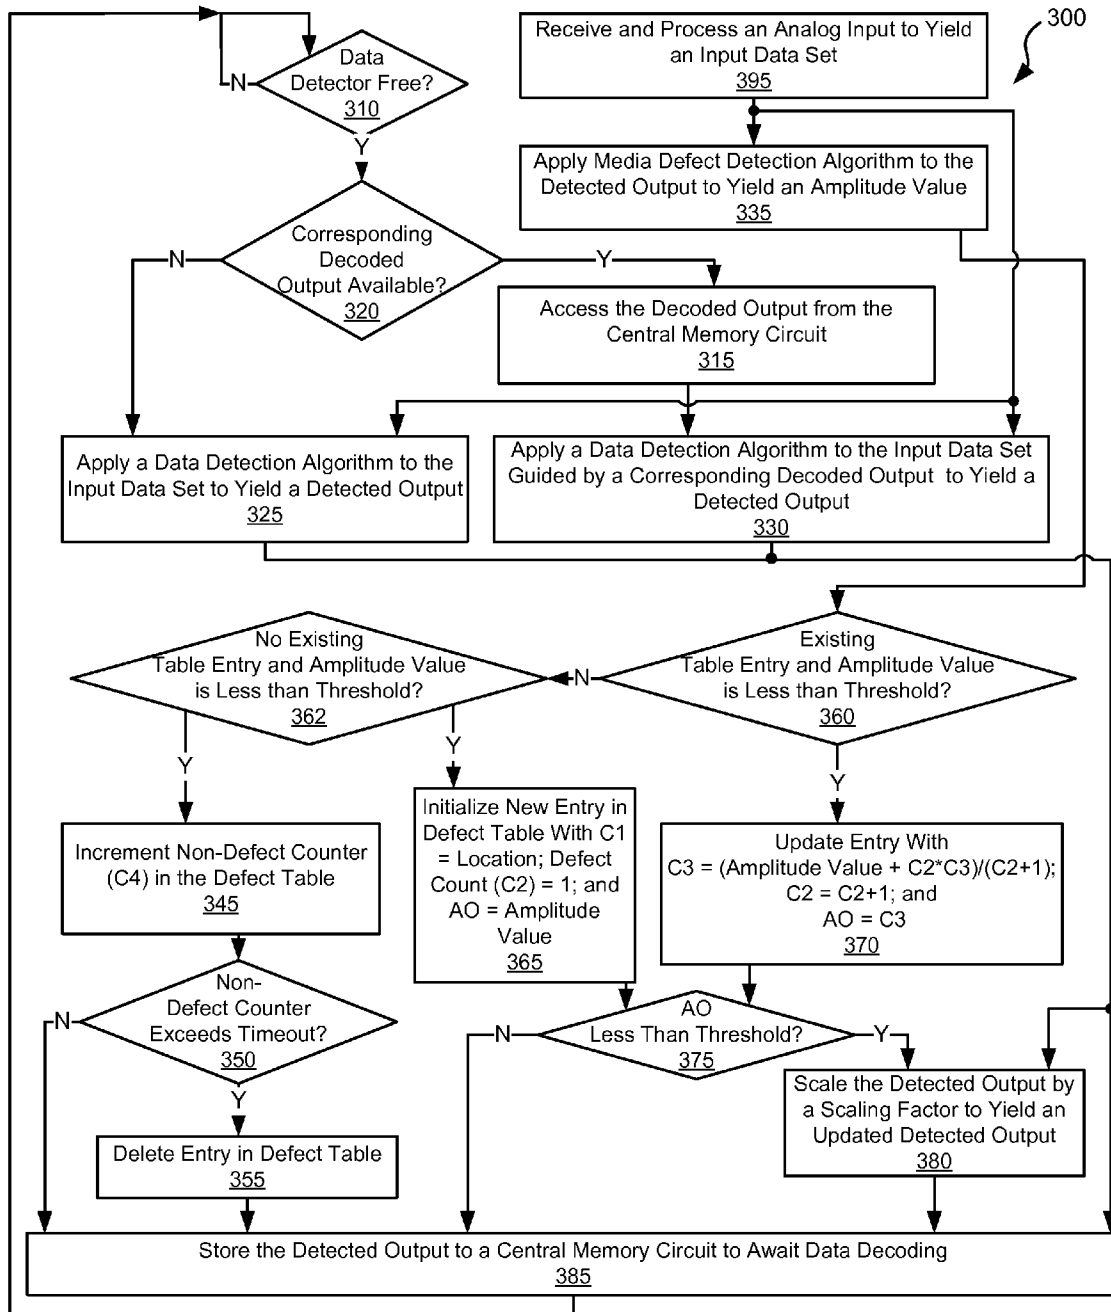 300
Receive and Process an Analog Input to Yield
an Input Data Set
395
Data
Detector Free?
310
N
Y
Apply Media Defect Detection Algorithm to the
Detected Output to Yield an Amplitude Value
335
Corresponding
Decoded
Output Available?
320
N
Y
Access the Decoded Output from the
Central Memory Circuit
315
Apply a Data Detection Algorithm to the
Input Data Set to Yield a Detected Output
325
Apply a Data Detection Algorithm to the Input Data Set
Guided by a Corresponding Decoded Output to Yield a
Detected Output
330
No Existing
Table Entry and Amplitude Value
is Less than Threshold?
362
N
Existing
Table Entry and Amplitude Value
is Less than Threshold?
360
Y
Y
Y
Increment Non-Defect Counter
(C4) in the Defect Table
345
Initialize New Entry in
Defect Table With C1
= Location; Defect
Count (C2) = 1; and
AO = Amplitude
Value
365
Update Entry With
C3 = (Amplitude Value + C2*C3)/(C2+1);
C2 = C2+1; and
AO = C3
370
Non-
Defect Counter
Exceeds Timeout?
350
N
Y
AO
Less Than Threshold?
375
N
Y
Delete Entry in Defect Table
355
Scale the Detected Output by
a Scaling Factor to Yield an
Updated Detected Output
380
Store the Detected Output to a Central Memory Circuit to Await Data Decoding
385